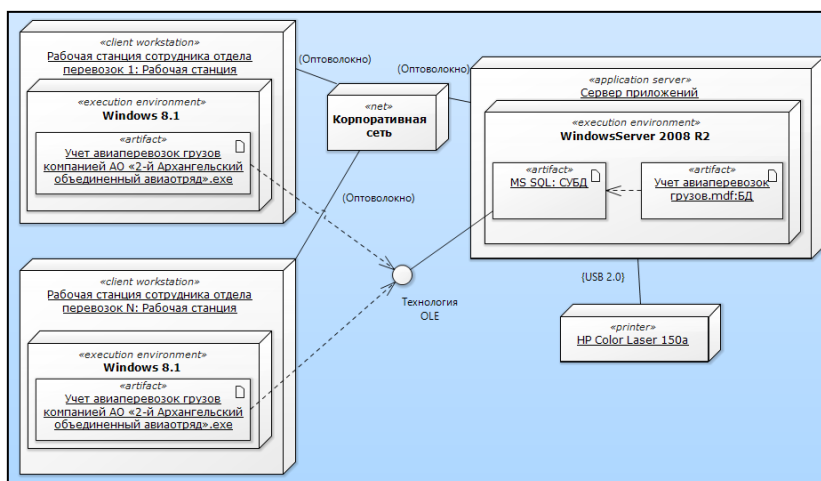 «client workstation»
Рабочая станция сотрудника отдела
перевозок 1: Рабочая станция
«execution environment»
Windows 8.1
«artifact»
Учет авиаперевозок грузов
компанией АО «2-й Архангельский
объединенный авиаотряд».exe
(Оптоволокно)
«net»
Корпоративная
сеть
(Оптоволокно)
(Оптоволокно)
«application server»
Сервер приложений
«execution environment»
WindowsServer 2008 R2
«artifact»
MS SQL: СУБД
«artifact»
Учет авиаперевозок
грузов.mdf:БД
«client workstation»
Рабочая станция сотрудника отдела
перевозок N: Рабочая станция
«execution environment»
Windows 8.1
«artifact»
Учет авиаперевозок грузов
компанией АО «2-й Архангельский
объединенный авиаотряд».exe
Технология
OLE
{USB 2.0}
«printer»
HP Color Laser 150a